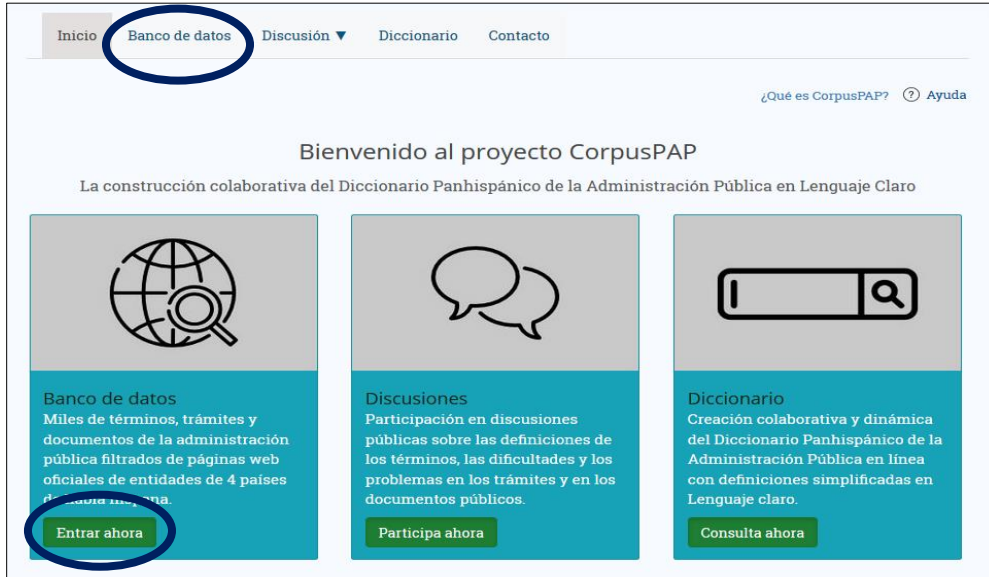 Inicio Banco de datos Discusión ▼ Diccionario Contacto
¿Qué es CorpusPAP? ? Ayuda
Bienvenido al proyecto CorpusPAP
La construcción colaborativa del Diccionario Panhispánico de la Administración Pública en Lenguaje Claro
Banco de datos
Miles de términos, trámites y
documentos de la administración
pública filtrados de páginas web
oficiales de entidades de 4 países
de habla hispana.
Entrar ahora
Discusiones
Participación en discusiones
públicas sobre las definiciones de
los términos, las dificultades y los
problemas en los trámites y en los
documentos públicos.
Participa ahora
Diccionario
Creación colaborativa y dinámica
del Diccionario Panhispánico de la
Administración Pública en línea
con definiciones simplificadas en
Lenguaje claro.
Consulta ahora